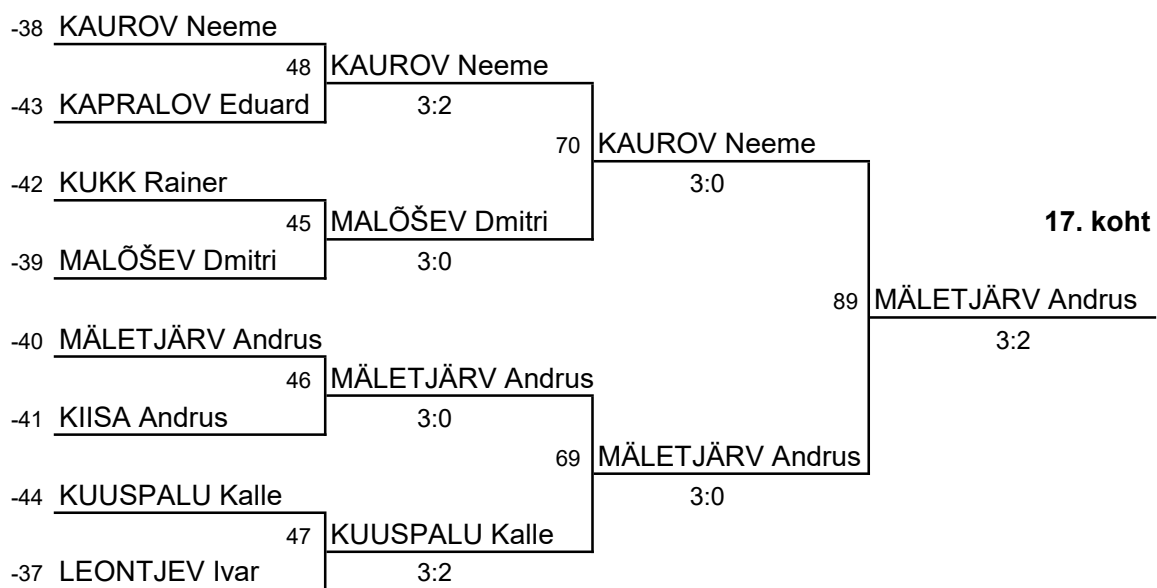 -38 KAUROV Neeme
48 KAUROV Neeme
-43 KAPRALOV Eduard 3:2
70 KAUROV Neeme
-42 KUKK Rainer 3:0
45 MALÕŠEV Dmitri 17. koht
-39 MALÕŠEV Dmitri 3:0
89 MÄLETJÄRV Andrus
-40 MÄLETJÄRV Andrus 3:2
46 MÄLETJÄRV Andrus
-41 KIISA Andrus 3:0
69 MÄLETJÄRV Andrus
-44 KUUSPALU Kalle 3:0
47 KUUSPALU Kalle
-37 LEONTJEV Ivar 3:2